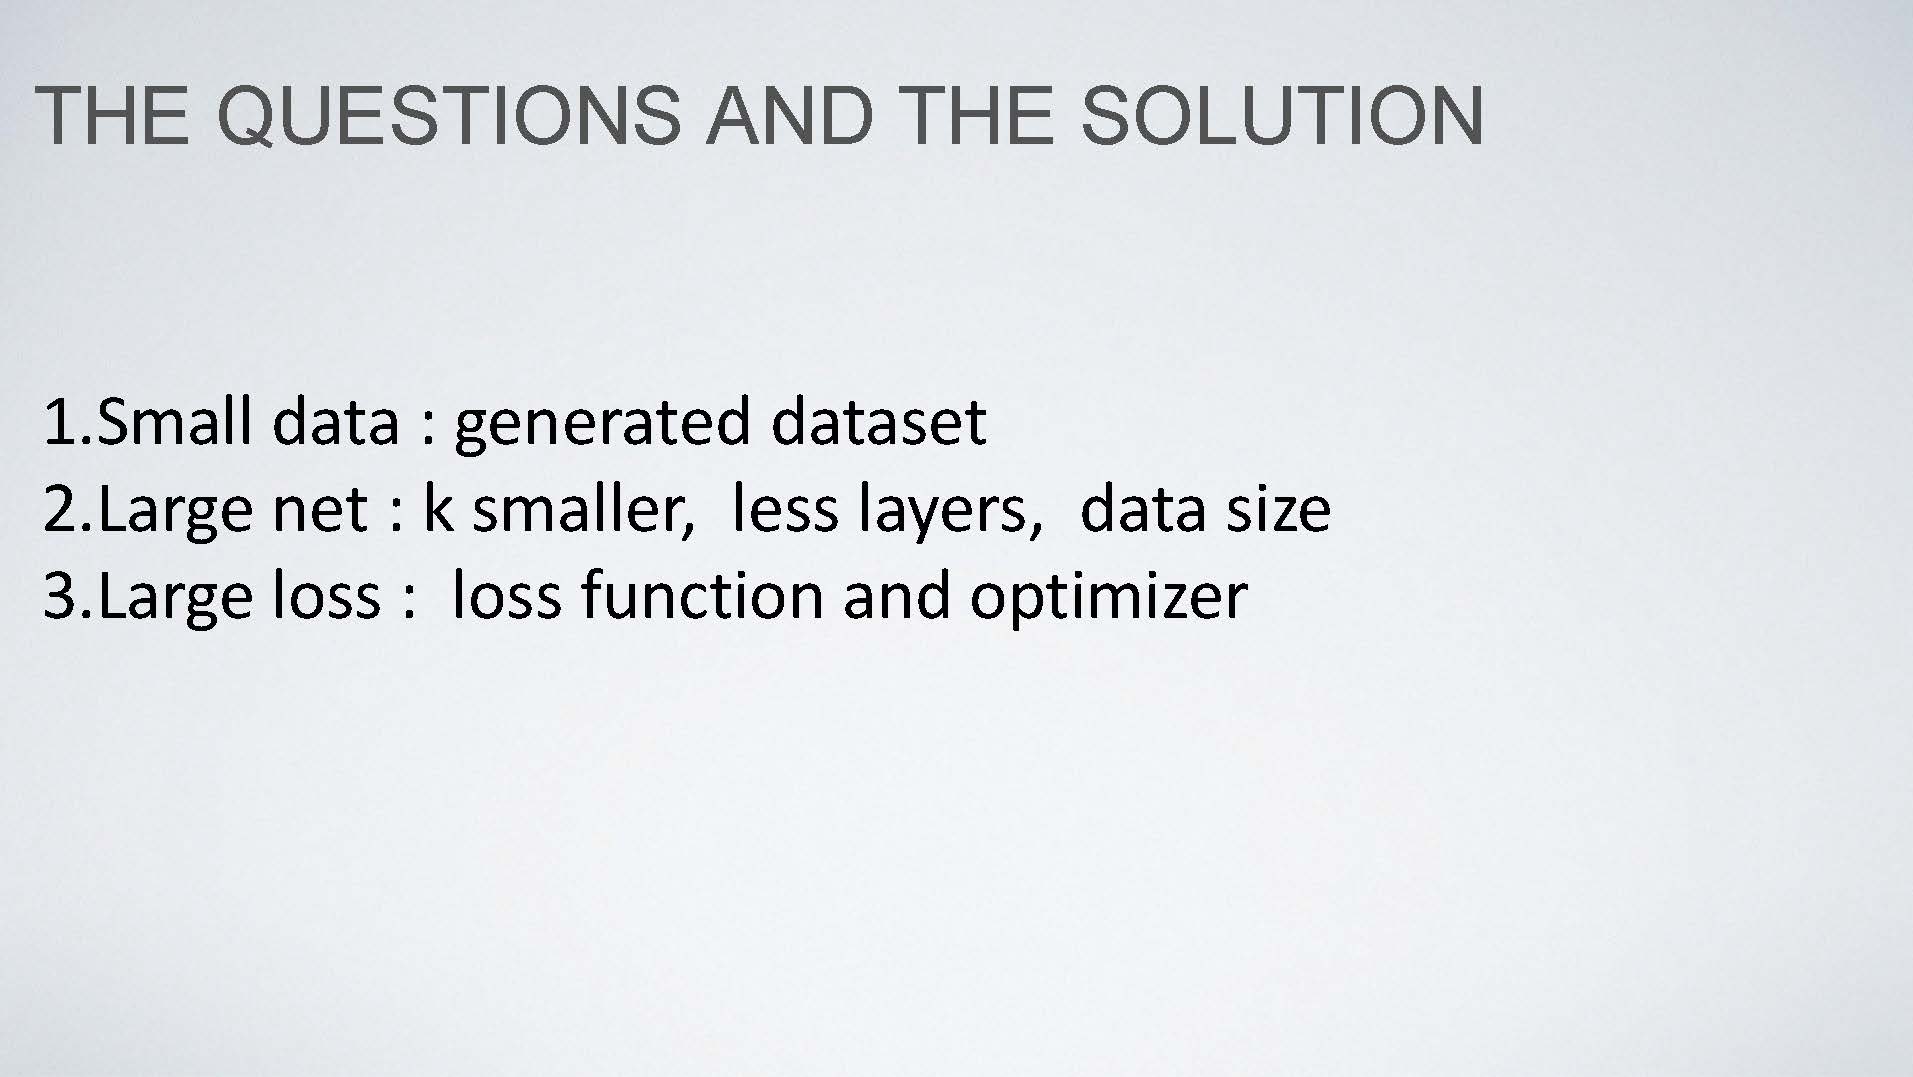 THE QUESTIONS AND THE SOLUTION
1.Small data : generated dataset
2.Large net : k smaller, less layers, data size
3.Large loss : loss function and optimizer